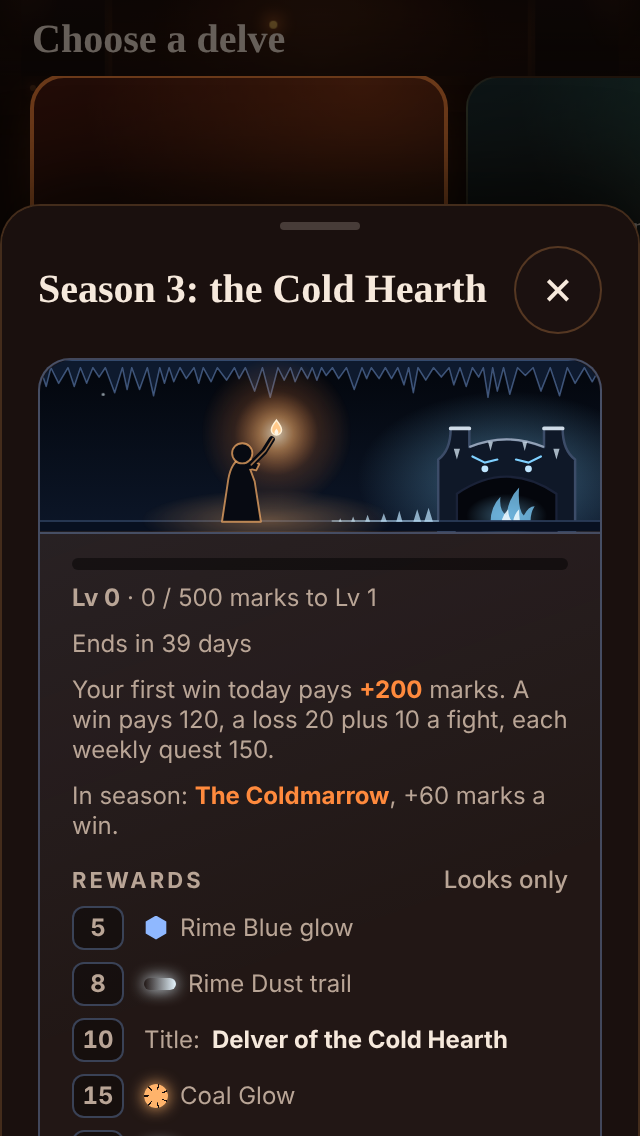 Choose a delve
Season 3: the Cold Hearth
Lv 0 · 0 / 500 marks to Lv 1
Ends in 39 days
Your first win today pays +200 marks. A
win pays 120, a loss 20 plus 10 a fight, each
weekly quest 150.
In season: The Coldmarrow, +60 marks a
win.
REWARDS Looks only
5 Rime Blue glow
8 Rime Dust trail
10 Title: Delver of the Cold Hearth
15 Coal Glow